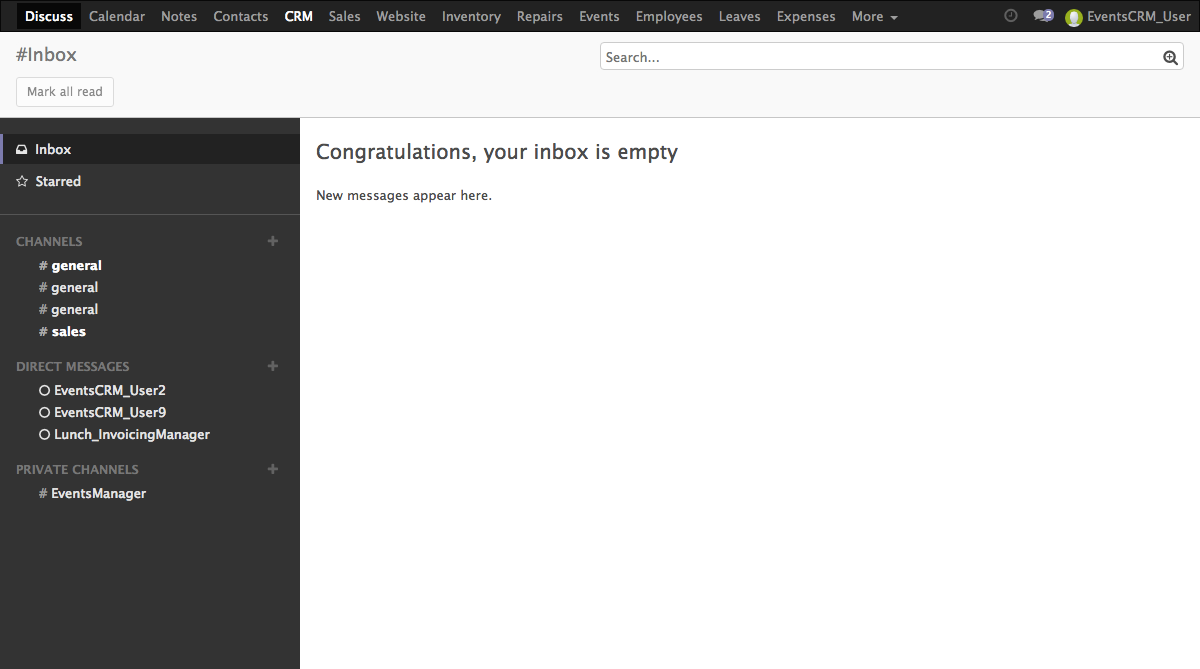 Discuss Calendar Notes Contacts CRM Sales Website Inventory Repairs Events Employees Leaves Expenses More 2 EventsCRM_User
#Inbox
Search...
Mark all read
Inbox
Starred
CHANNELS
# general
# general
# general
# sales
DIRECT MESSAGES
EventsCRM_User2
EventsCRM_User9
Lunch_InvoicingManager
PRIVATE CHANNELS
# EventsManager
Congratulations, your inbox is empty
New messages appear here.